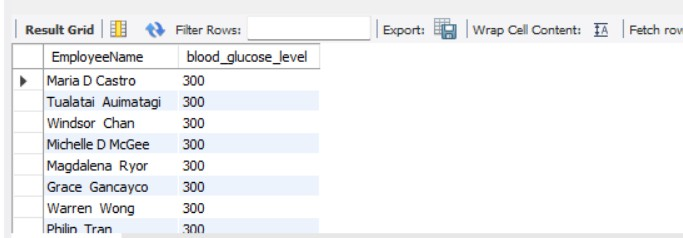 Result Grid Filter Rows: Export: Wrap Cell Content: Fetch row
EmployeeName blood_glucose_level
Maria D Castro 300
Tualatai Auimatagi 300
Windsor Chan 300
Michelle D McGee 300
Magdalena Ryor 300
Grace Gancayco 300
Warren Wong 300
Philip Tran 300